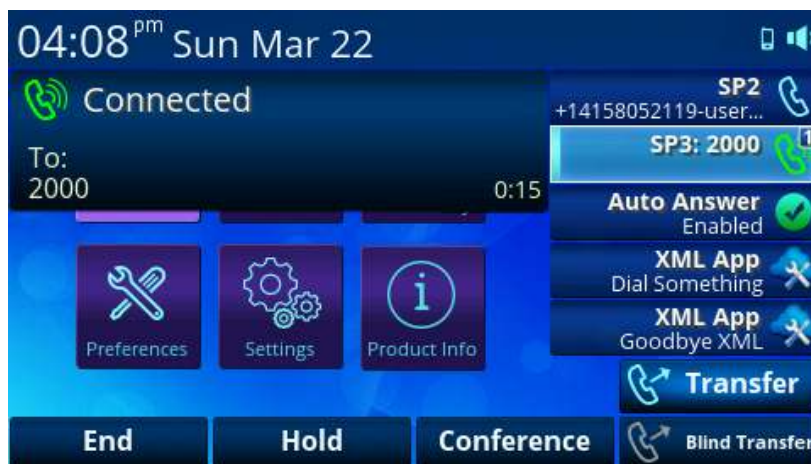 04:08 pm Sun Mar 22
Connected
To:
2000
0:15
SP2
+14158052119-user...
SP3: 2000
1
Auto Answer
Enabled
XML App
Dial Something
XML App
Goodbye XML
Preferences
Settings
Product Info
i
Transfer
End
Hold
Conference
Blind Transfer